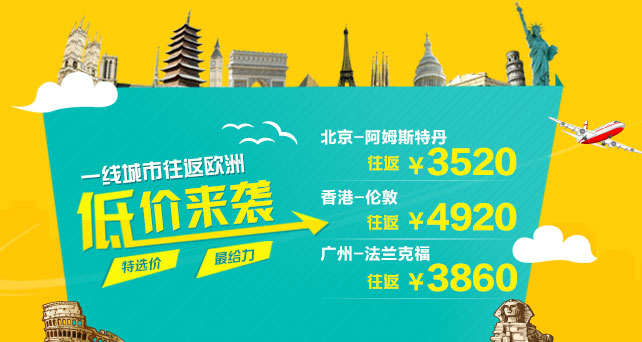 一线城市往返欧洲
低价来袭
特选价
最给力
北京-阿姆斯特丹
往返 ￥3520
香港-伦敦
往返 ￥4920
广州-法兰克福
往返 ￥3860